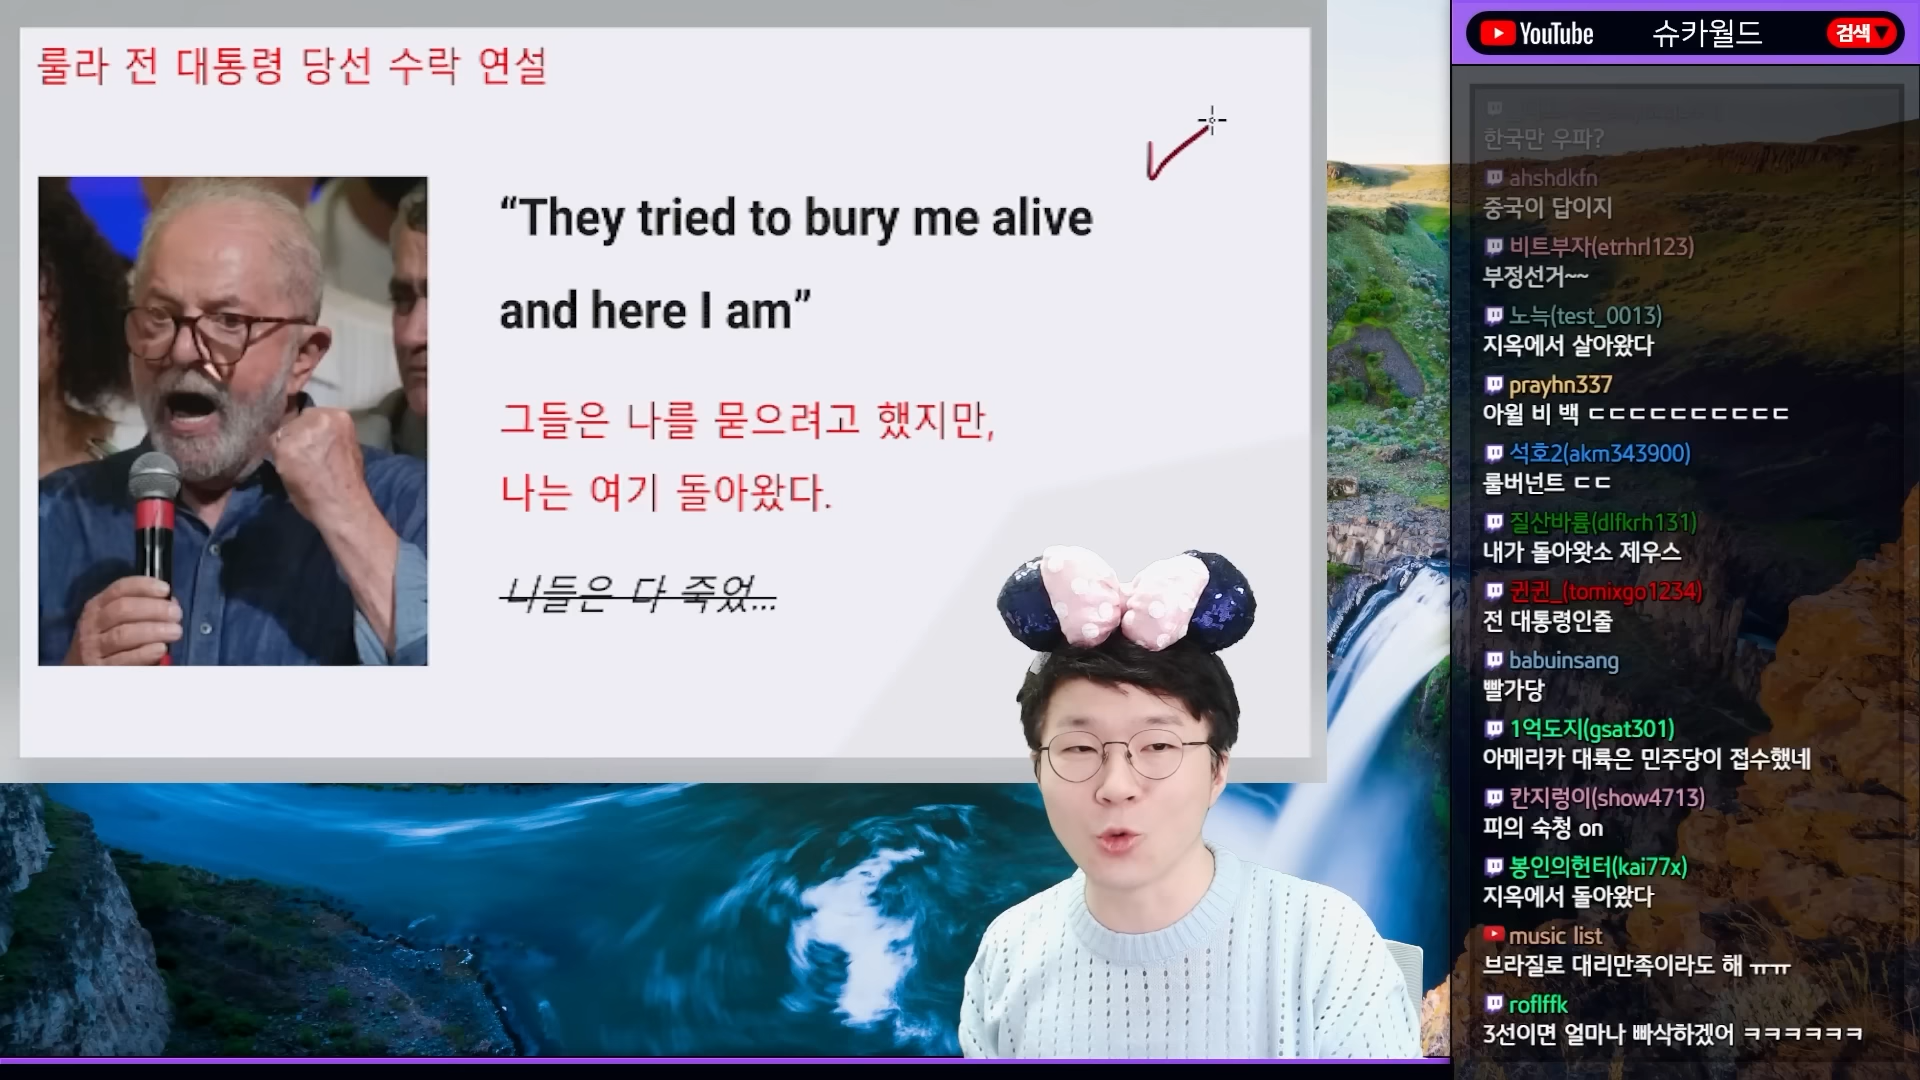 룰라 전 대통령 당선 수락 연설
“They tried to bury me alive
and here I am”
그들은 나를 묻으려고 했지만,
나는 여기 돌아왔다.
니들은 다 죽었...
YouTube 슈카월드 검색
한국만 우파?
ahshdkfn
중국이 답이지
비트부자(etrhrl123)
부정선거~~
노늑(test_0013)
지옥에서 살아왔다
prayhn337
아윌 비 백 ㄷㄷㄷㄷㄷㄷㄷㄷㄷㄷ
석호2(akm343900)
룰버넌트 ㄷㄷ
질산바륨(dlfkrh131)
내가 돌아왓소 제우스
퀸퀸_(tomixgo1234)
전 대통령인줄
babuinsang
빨가당
1억도지(gsat301)
아메리카 대륙은 민주당이 접수했네
칸지렁이(show4713)
피의 숙청 on
봉인의헌터(kai77x)
지옥에서 돌아왔다
music list
브라질로 대리만족이라도 해 ㅠㅠ
roflffk
3선이면 얼마나 빠삭하겠어 ㅋㅋㅋㅋㅋㅋ